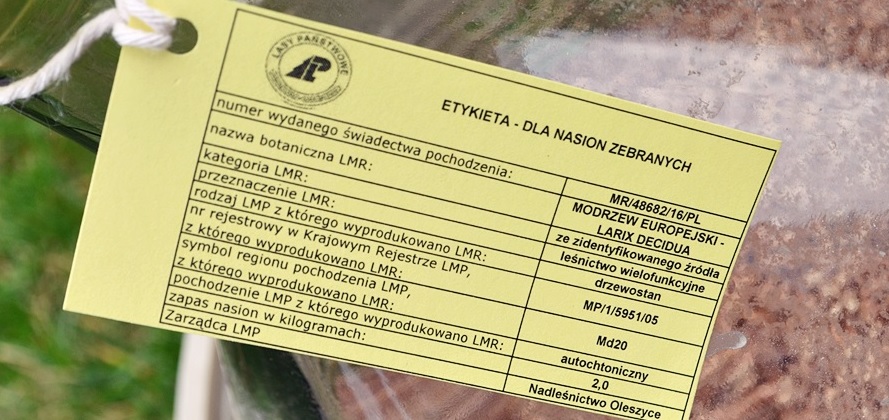 LASY PAŃSTWOWE
ETYKIETA - DLA NASION ZEBRANYCH
numer wydanego świadectwa pochodzenia: MR/48682/16/PL
nazwa botaniczna LMR: MODRZEW EUROPEJSKI -
LARIX DECIDUA
kategoria LMR: ze zidentyfikowanego źródła
przeznaczenie LMR: leśnictwo wielofunkcyjne
rodzaj LMP z którego wyprodukowano LMR: drzewostan
nr rejestrowy w Krajowym Rejestrze LMP,
z którego wyprodukowano LMR: MP/1/5951/05
symbol regionu pochodzenia LMP,
z którego wyprodukowano LMR: Md20
pochodzenie LMP z którego wyprodukowano LMR: autochtoniczny
zapas nasion w kilogramach: 2,0
Zarządca LMP Nadleśnictwo Oleszyce